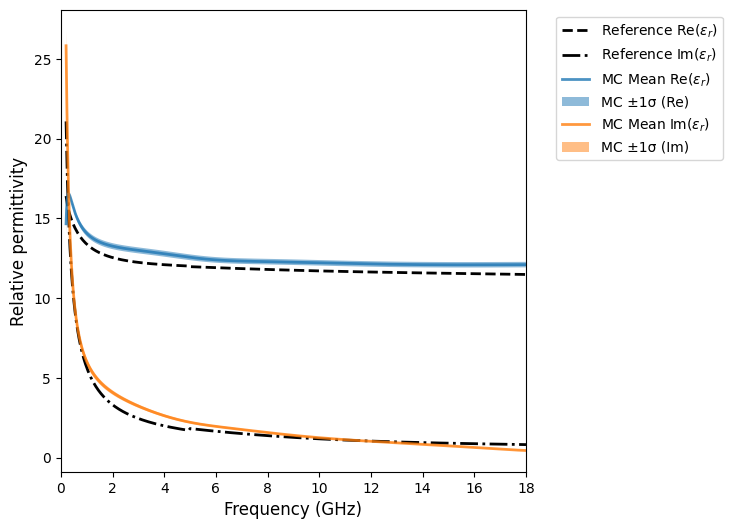 Relative permittivity
25
20
15
10
5
0
0 2 4 6 8 10 12 14 16 18
Frequency (GHz)
Reference Re(εr)
Reference Im(εr)
MC Mean Re(εr)
MC ±1σ (Re)
MC Mean Im(εr)
MC ±1σ (Im)